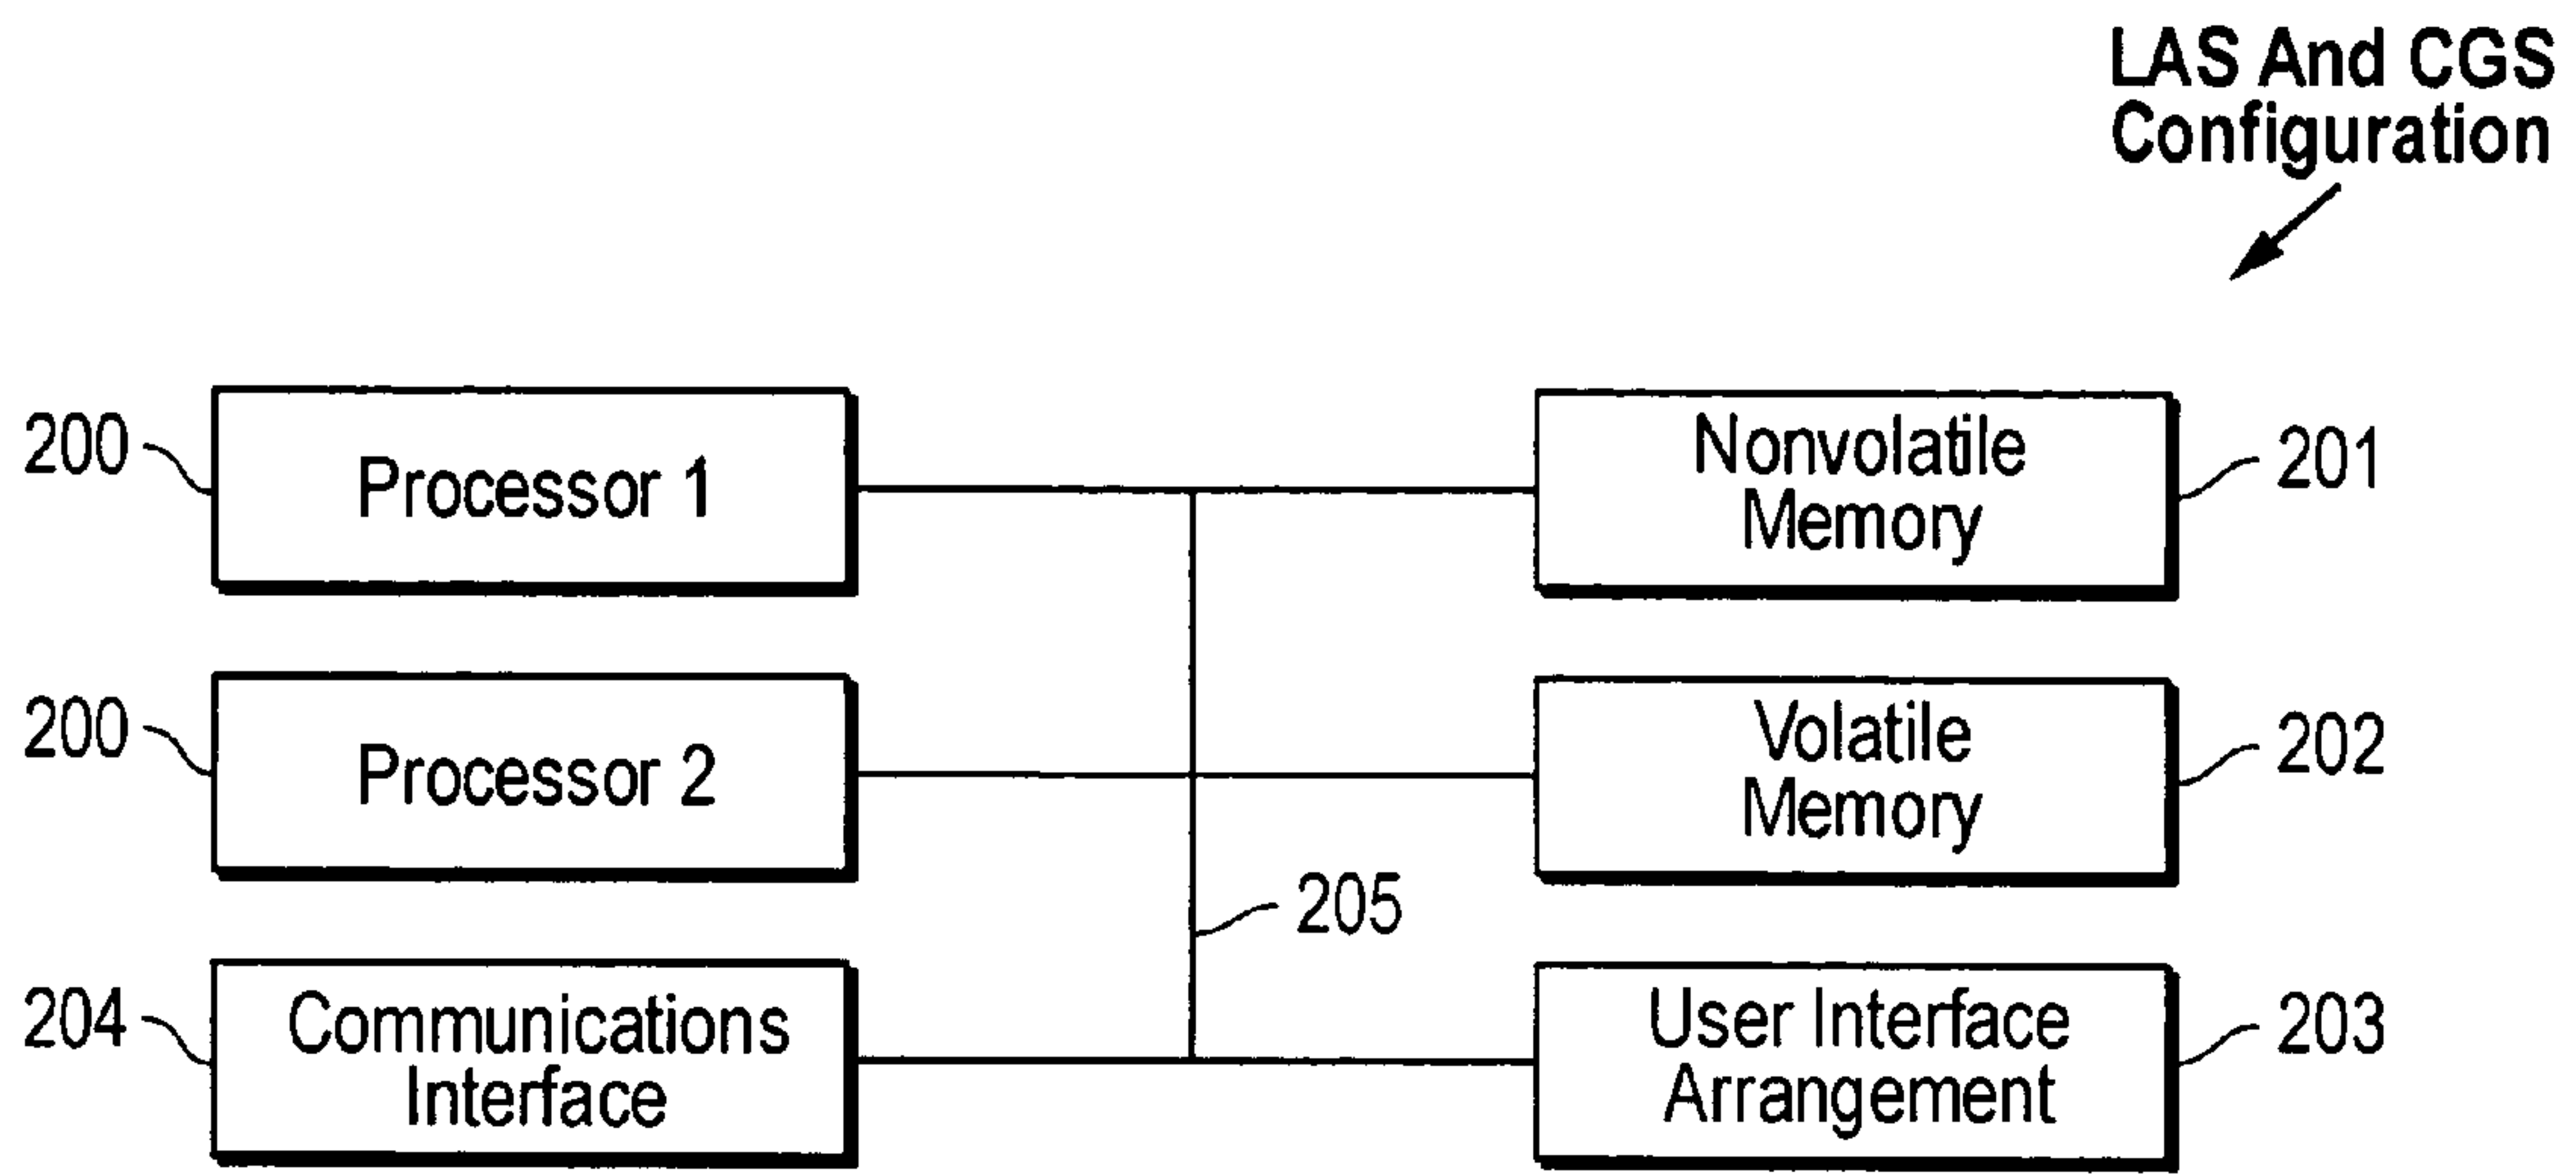 LAS And CGS
Configuration
200
Processor 1
Nonvolatile
Memory
201
200
Processor 2
Volatile
Memory
202
205
204
Communications
Interface
User Interface
Arrangement
203